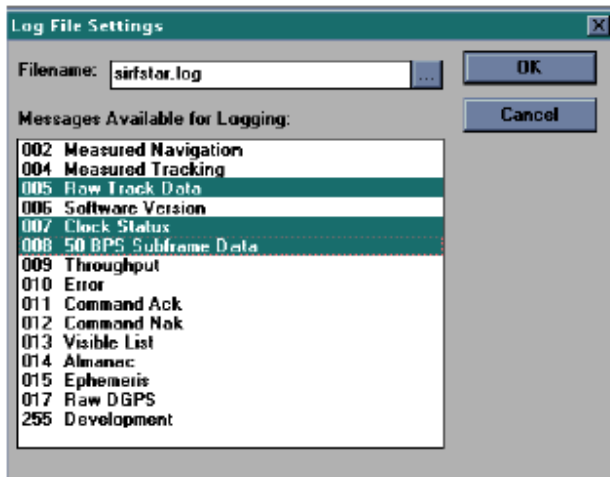 Log File Settings
Filename: sirfstar.log ...
OK
Messages Available for Logging:
Cancel
002 Measured Navigation
004 Measured Tracking
005 Raw Track Data
006 Software Version
007 Clock Status
008 50 BPS Subframe Data
009 Throughput
010 Error
011 Command Ack
012 Command Nak
013 Visible List
014 Almanac
015 Ephemeris
017 Raw DGPS
255 Development